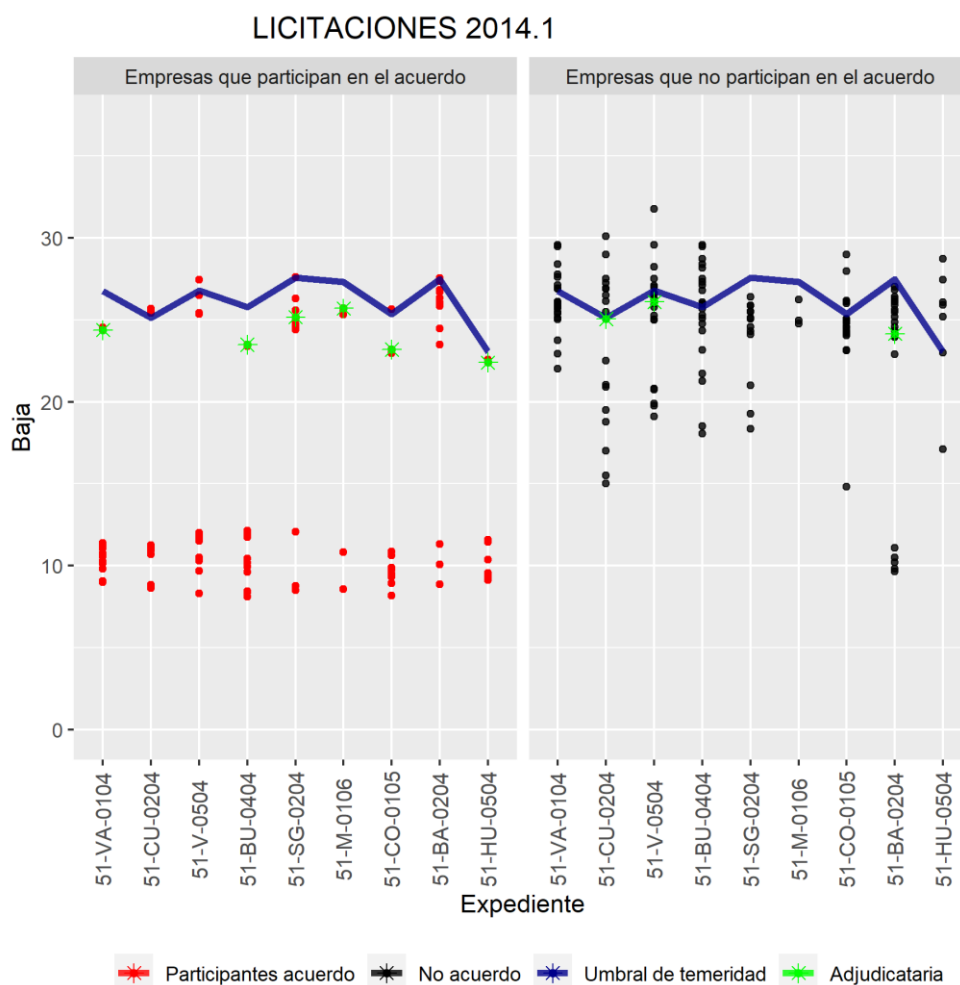 LICITACIONES 2014.1
Empresas que participan en el acuerdo
Empresas que no participan en el acuerdo
Baja
30
20
10
0
51-VA-0104
51-CU-0204
51-V-0504
51-BU-0404
51-SG-0204
51-M-0106
51-CO-0105
51-BA-0204
51-HU-0504
51-VA-0104
51-CU-0204
51-V-0504
51-BU-0404
51-SG-0204
51-M-0106
51-CO-0105
51-BA-0204
51-HU-0504
Expediente
Participantes acuerdo No acuerdo Umbral de temeridad Adjudicataria